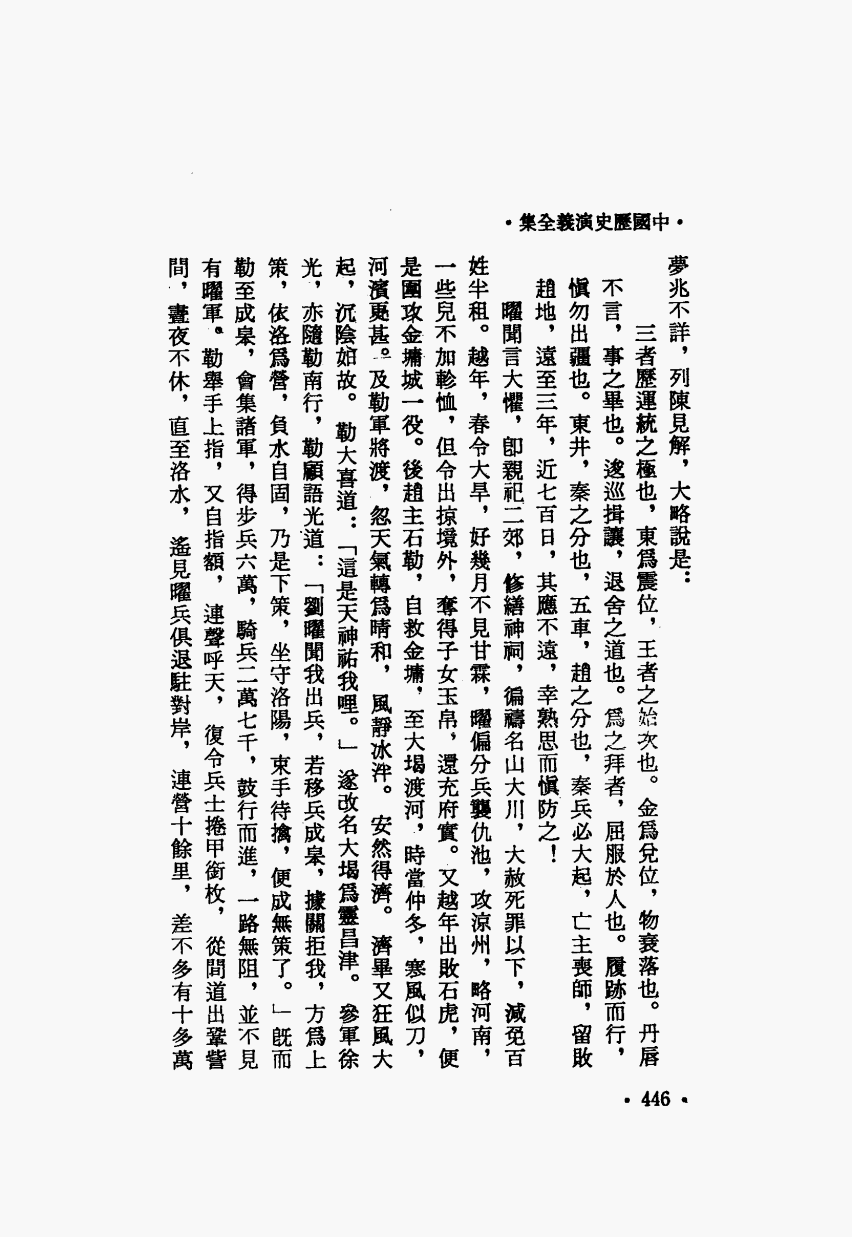 •中國歷史演義全集•
夢兆不詳，列陳見解，大略說是：
三者歷運統之極也，東爲震位，王者之始次也。金爲兌位，物衰落也。丹唇
不言，事之畢也。逡巡揖讓，退舍之道也。爲之拜者，屈服於人也。履跡而行，
愼勿出疆也。東井，秦之分也，五車，趙之分也，秦兵必大起，亡主喪師，留敗
趙地，遠至三年，近七百日，其應不遠，幸熟思而愼防之！
曜聞言大懼，卽親祀二郊，修繕神祠，徧禱名山大川，大赦死罪以下，減免百
姓半租。越年，春令大旱，好幾月不見甘霖，曜偏分兵襲仇池，攻涼州，略河南，
一些兒不加軫恤，但令出掠境外，奪得子女玉帛，還充府實。又越年出敗石虎，便
是圍攻金墉城一役。後趙主石勒，自救金墉，至大堨渡河，時當仲冬，寒風似刀，
河濱更甚。及勒軍將渡，忽天氣轉爲晴和，風靜冰泮。安然得濟。濟畢又狂風大
起，沉陰如故。勒大喜道：「這是天神祐我哩。」遂改名大堨爲靈昌津。參軍徐
光，亦隨勒南行，勒顧語光道：「劉曜聞我出兵，若移兵成皋，據關拒我，方爲上
策，依洛爲營，負水自固，乃是下策，坐守洛陽，束手待擒，便成無策了。」旣而
勒至成皋，會集諸軍，得步兵六萬，騎兵二萬七千，鼓行而進，一路無阻，並不見
有曜軍。勒舉手上指，又自指額，連聲呼天，復令兵士捲甲銜枚，從間道出鞏訾
間，晝夜不休，直至洛水，遙見曜兵俱退駐對岸，連營十餘里，差不多有十多萬
•446•